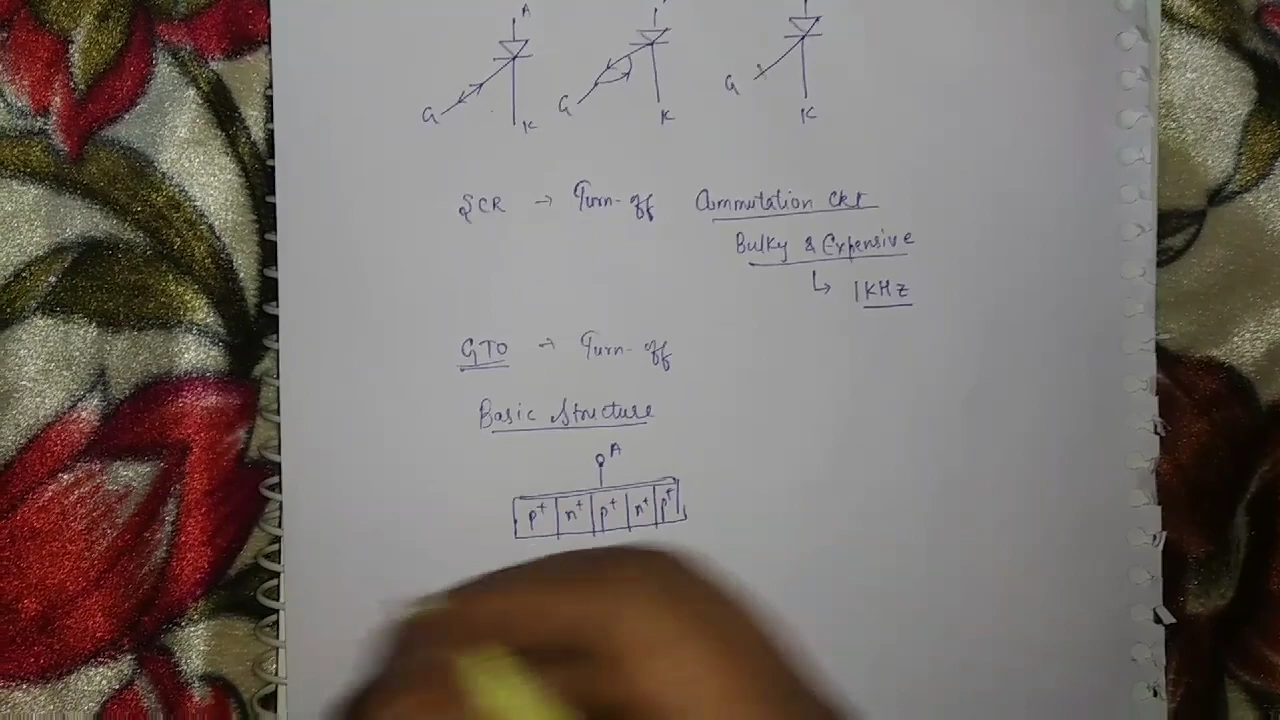 A
G K G K G K
SCR → Turn-off Commutation Ckt
Bulky & Expensive
↳ 1KHz
GTO → Turn-off
Basic Structure
A
p+ n+ p+ n+ p+